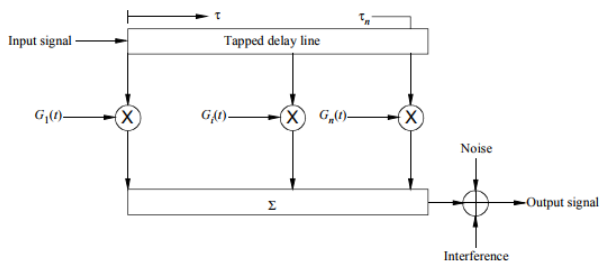 τ
τn
Input signal
Tapped delay line
G1(t)
X
Gi(t)
X
Gn(t)
X
Noise
Σ
Output signal
Interference